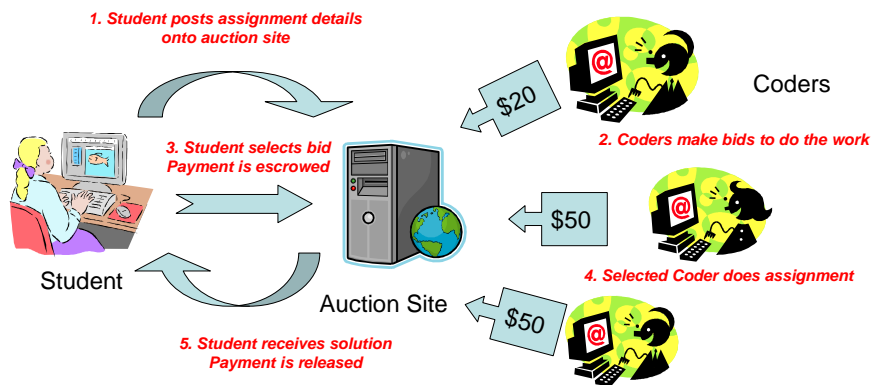 1. Student posts assignment details
onto auction site
$20
Coders
2. Coders make bids to do the work
3. Student selects bid
Payment is escrowed
@
@
$50
Student
4. Selected Coder does assignment
Auction Site
$50
@
5. Student receives solution
Payment is released